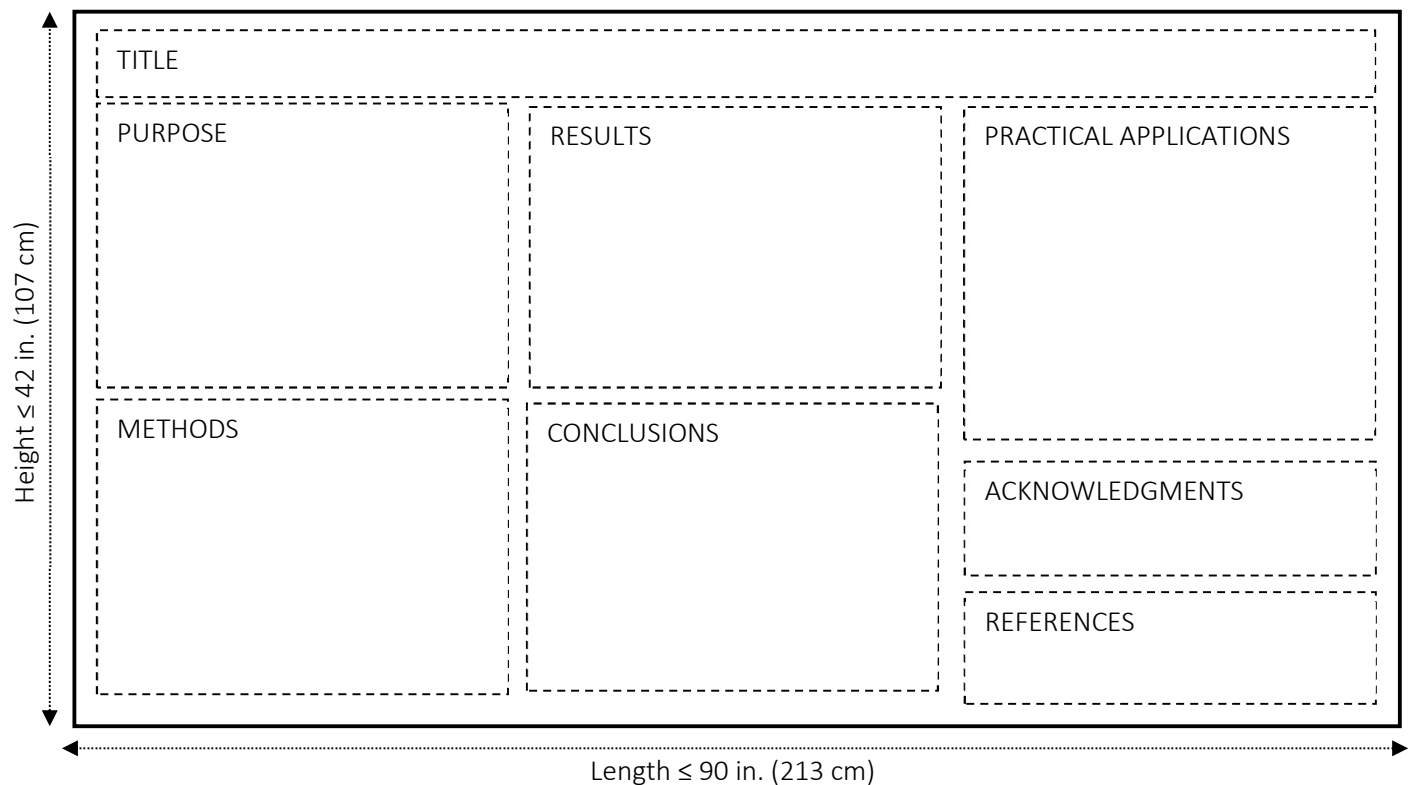 TITLE
PURPOSE
METHODS
RESULTS
CONCLUSIONS
PRACTICAL APPLICATIONS
ACKNOWLEDGMENTS
REFERENCES
Height ≤ 42 in. (107 cm)
Length ≤ 90 in. (213 cm)